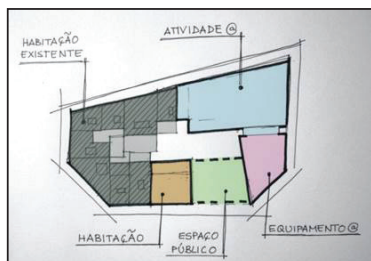 HABITAÇÃO
EXISTENTE
ATIVIDADE @
HABITAÇÃO
ESPAÇO
PÚBLICO
EQUIPAMENTO @